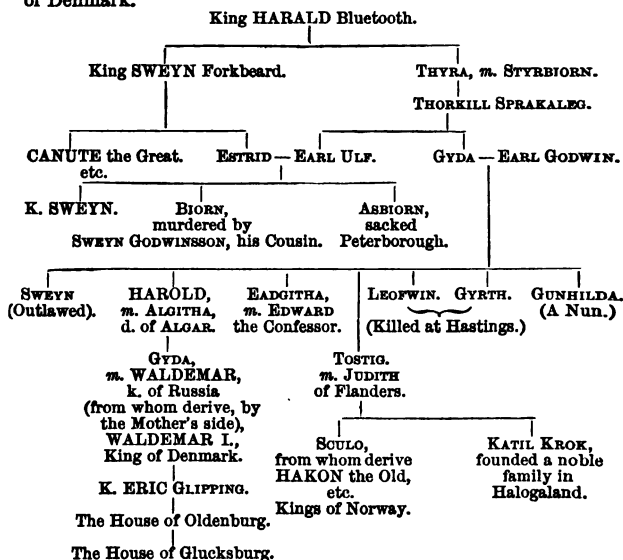 of Denmark.
King HARALD Bluetooth.
King SWEYN Forkbeard.
THYRA, m. STYRBIORN.
THORKILL SPRAKALEG.
CANUTE the Great.
etc.
ESTRID — EARL ULF.
GYDA — EARL GODWIN.
K. SWEYN.
BIORN,
murdered by
SWEYN GODWINSSON, his Cousin.
ASBIORN,
sacked
Peterborough.
SWEYN
(Outlawed).
HAROLD,
m. ALGITHA,
d. of ALGAR.
EADGITHA,
m. EDWARD
the Confessor.
LEOFWIN. GYRTH.
(Killed at Hastings.)
GUNHILDA.
(A Nun.)
GYDA,
m. WALDEMAR,
k. of Russia
(from whom derive, by
the Mother's side),
WALDEMAR I.,
King of Denmark.
K. ERIC GLIPPING.
The House of Oldenburg.
The House of Glucksburg.
TOSTIG.
m. JUDITH
of Flanders.
SCULO,
from whom derive
HAKON the Old,
etc.
Kings of Norway.
KATIL KROK,
founded a noble
family in
Halogaland.